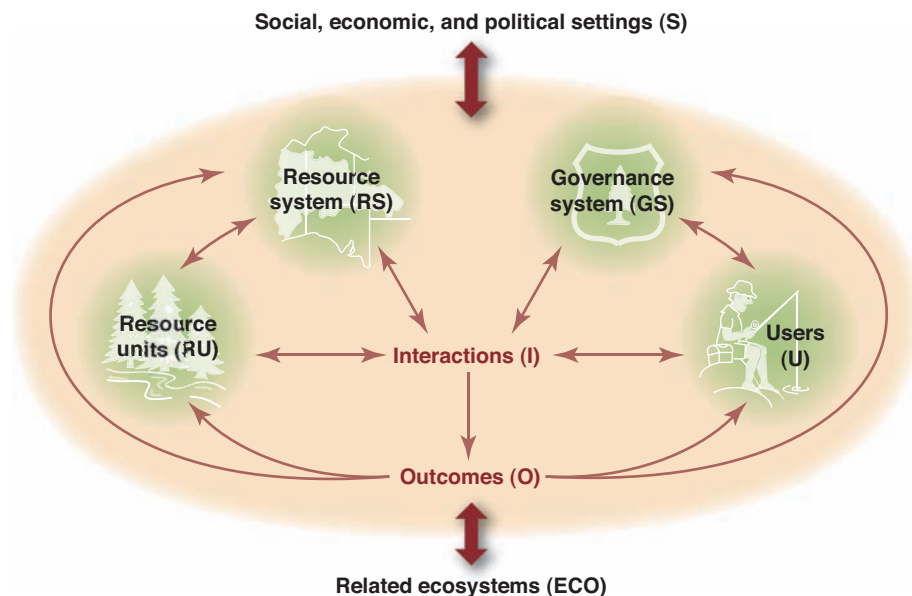 Social, economic, and political settings (S)
Resource
system (RS)
Governance
system (GS)
Resource
units (RU)
Interactions (I)
Users
(U)
Outcomes (O)
Related ecosystems (ECO)